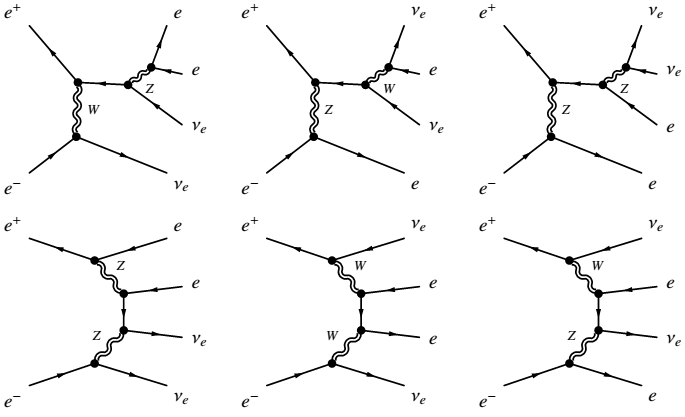 e+ e e+ νe e+ νe
e e νe
Z W Z
W Z Z
νe νe e
e− νe e− e e− e
e+ e e+ νe e+ νe
Z W W
e e e
Z νe W e Z νe
e− νe e− νe e− e